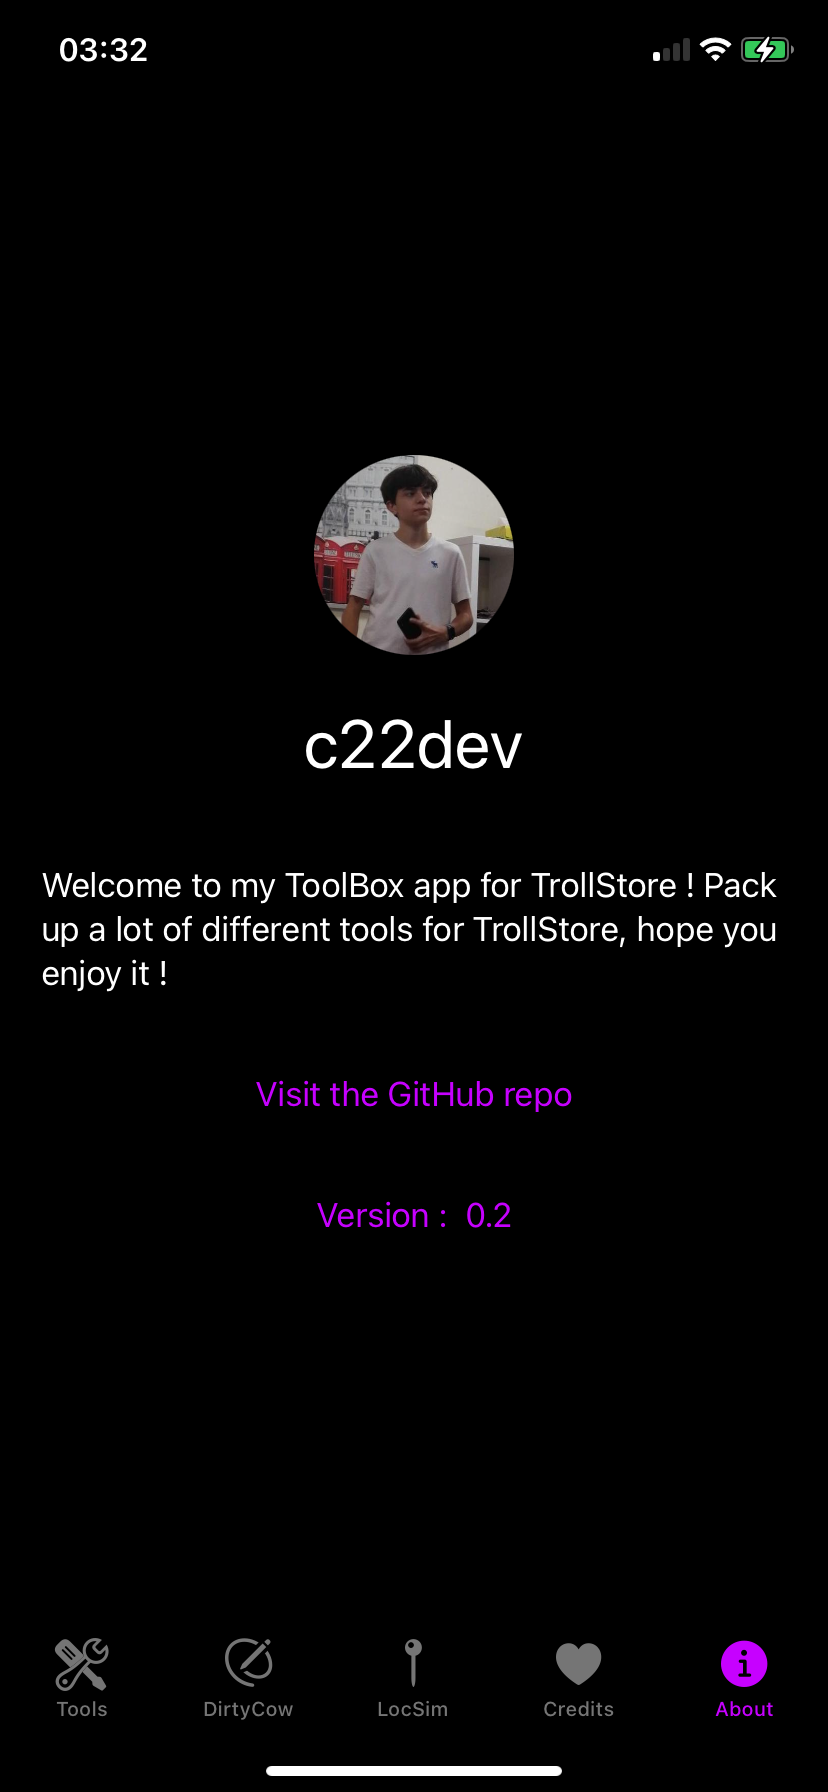 03:32
c22dev
Welcome to my ToolBox app for TrollStore ! Pack
up a lot of different tools for TrollStore, hope you
enjoy it !
Visit the GitHub repo
Version :  0.2
Tools
DirtyCow
LocSim
Credits
About